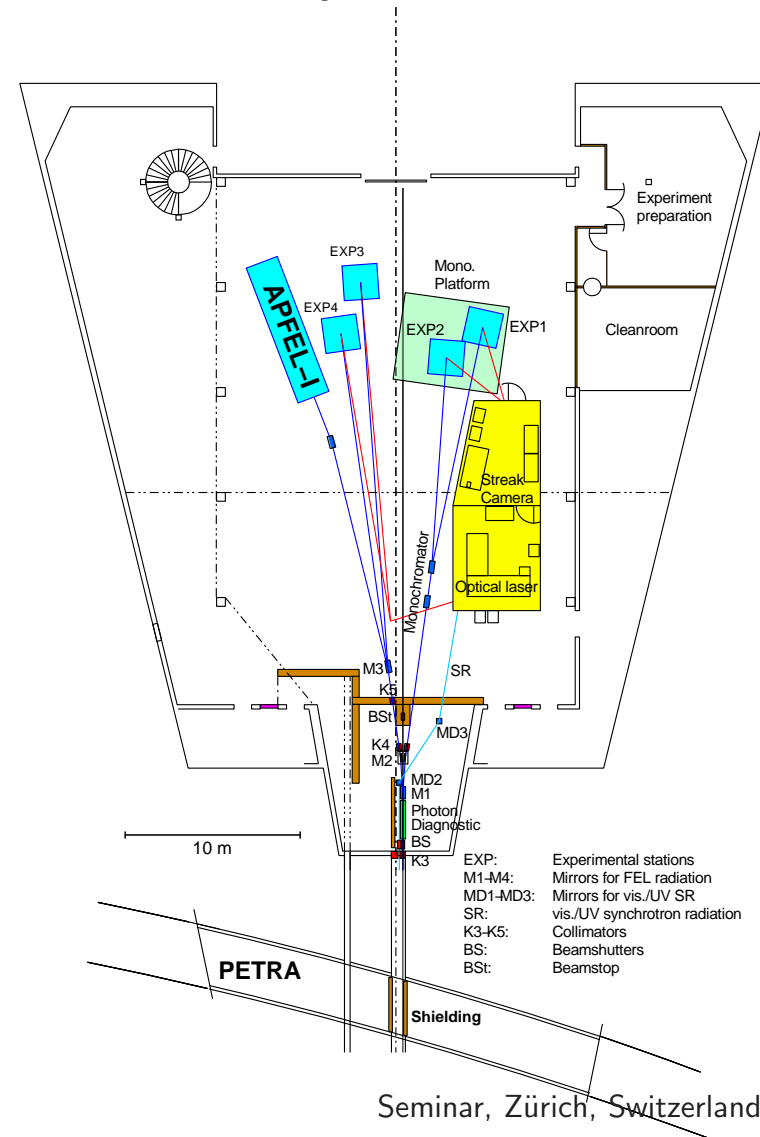 Experiment
preparation
EXP3
Mono.
Platform
APFEL–I
EXP4
EXP2
EXP1
Cleanroom
Streak
Camera
Monochromator
Optical laser
M3
SR
K5
BSt
MD3
K4
M2
MD2
M1
Photon
Diagnostic
BS
10 m
K3
EXP: Experimental stations
M1-M4: Mirrors for FEL radiation
MD1-MD3: Mirrors for vis./UV SR
SR: vis./UV synchrotron radiation
K3-K5: Collimators
BS: Beamshutters
BSt: Beamstop
PETRA
Shielding
Seminar, Zürich, Switzerland